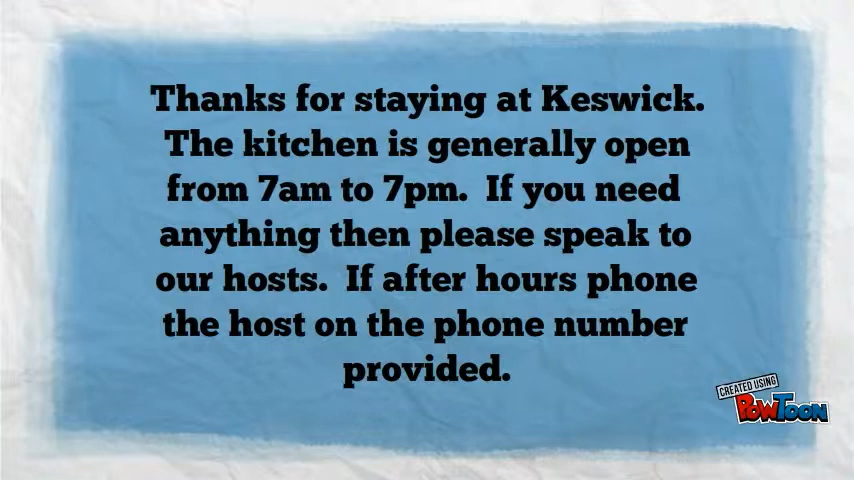 Thanks for staying at Keswick.
The kitchen is generally open
from 7am to 7pm.  If you need
anything then please speak to
our hosts.  If after hours phone
the host on the phone number
provided.
CREATED USING
POWTOON